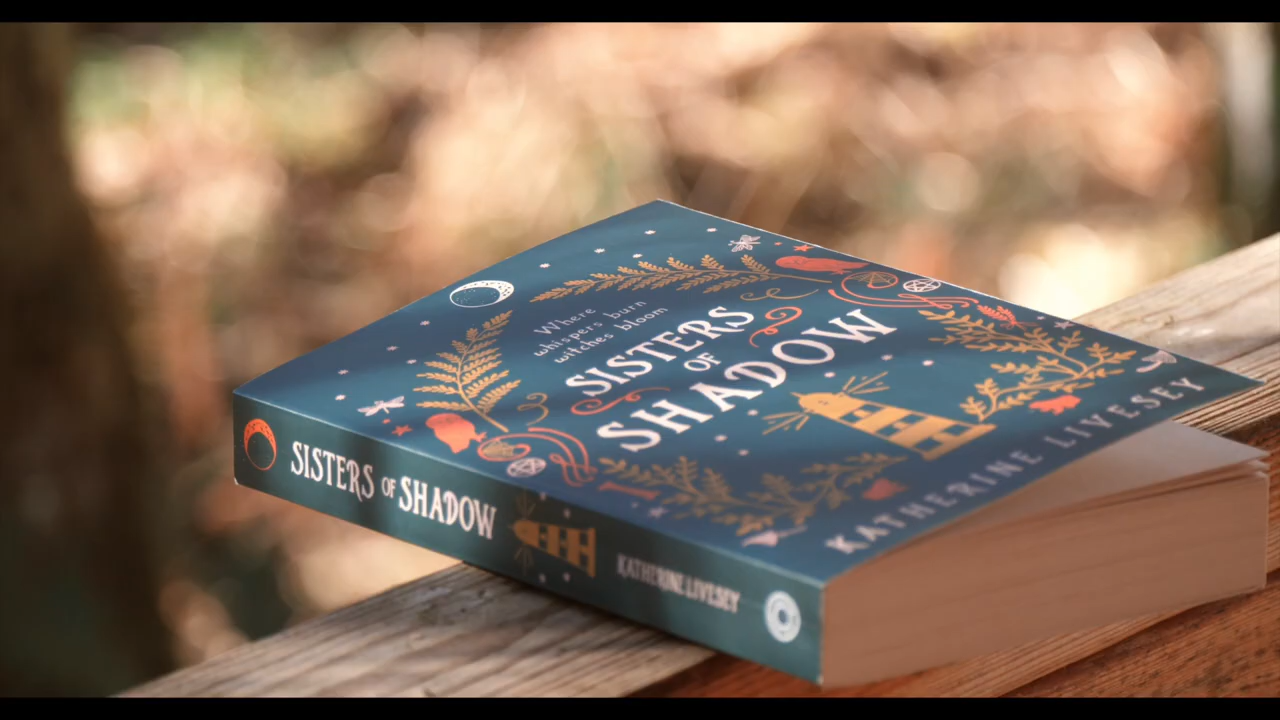 Where
whispers burn
witches bloom
SISTERS
OF
SHADOW
KATHERINE LIVESEY
SISTERS OF SHADOW
KATHERINE LIVESEY